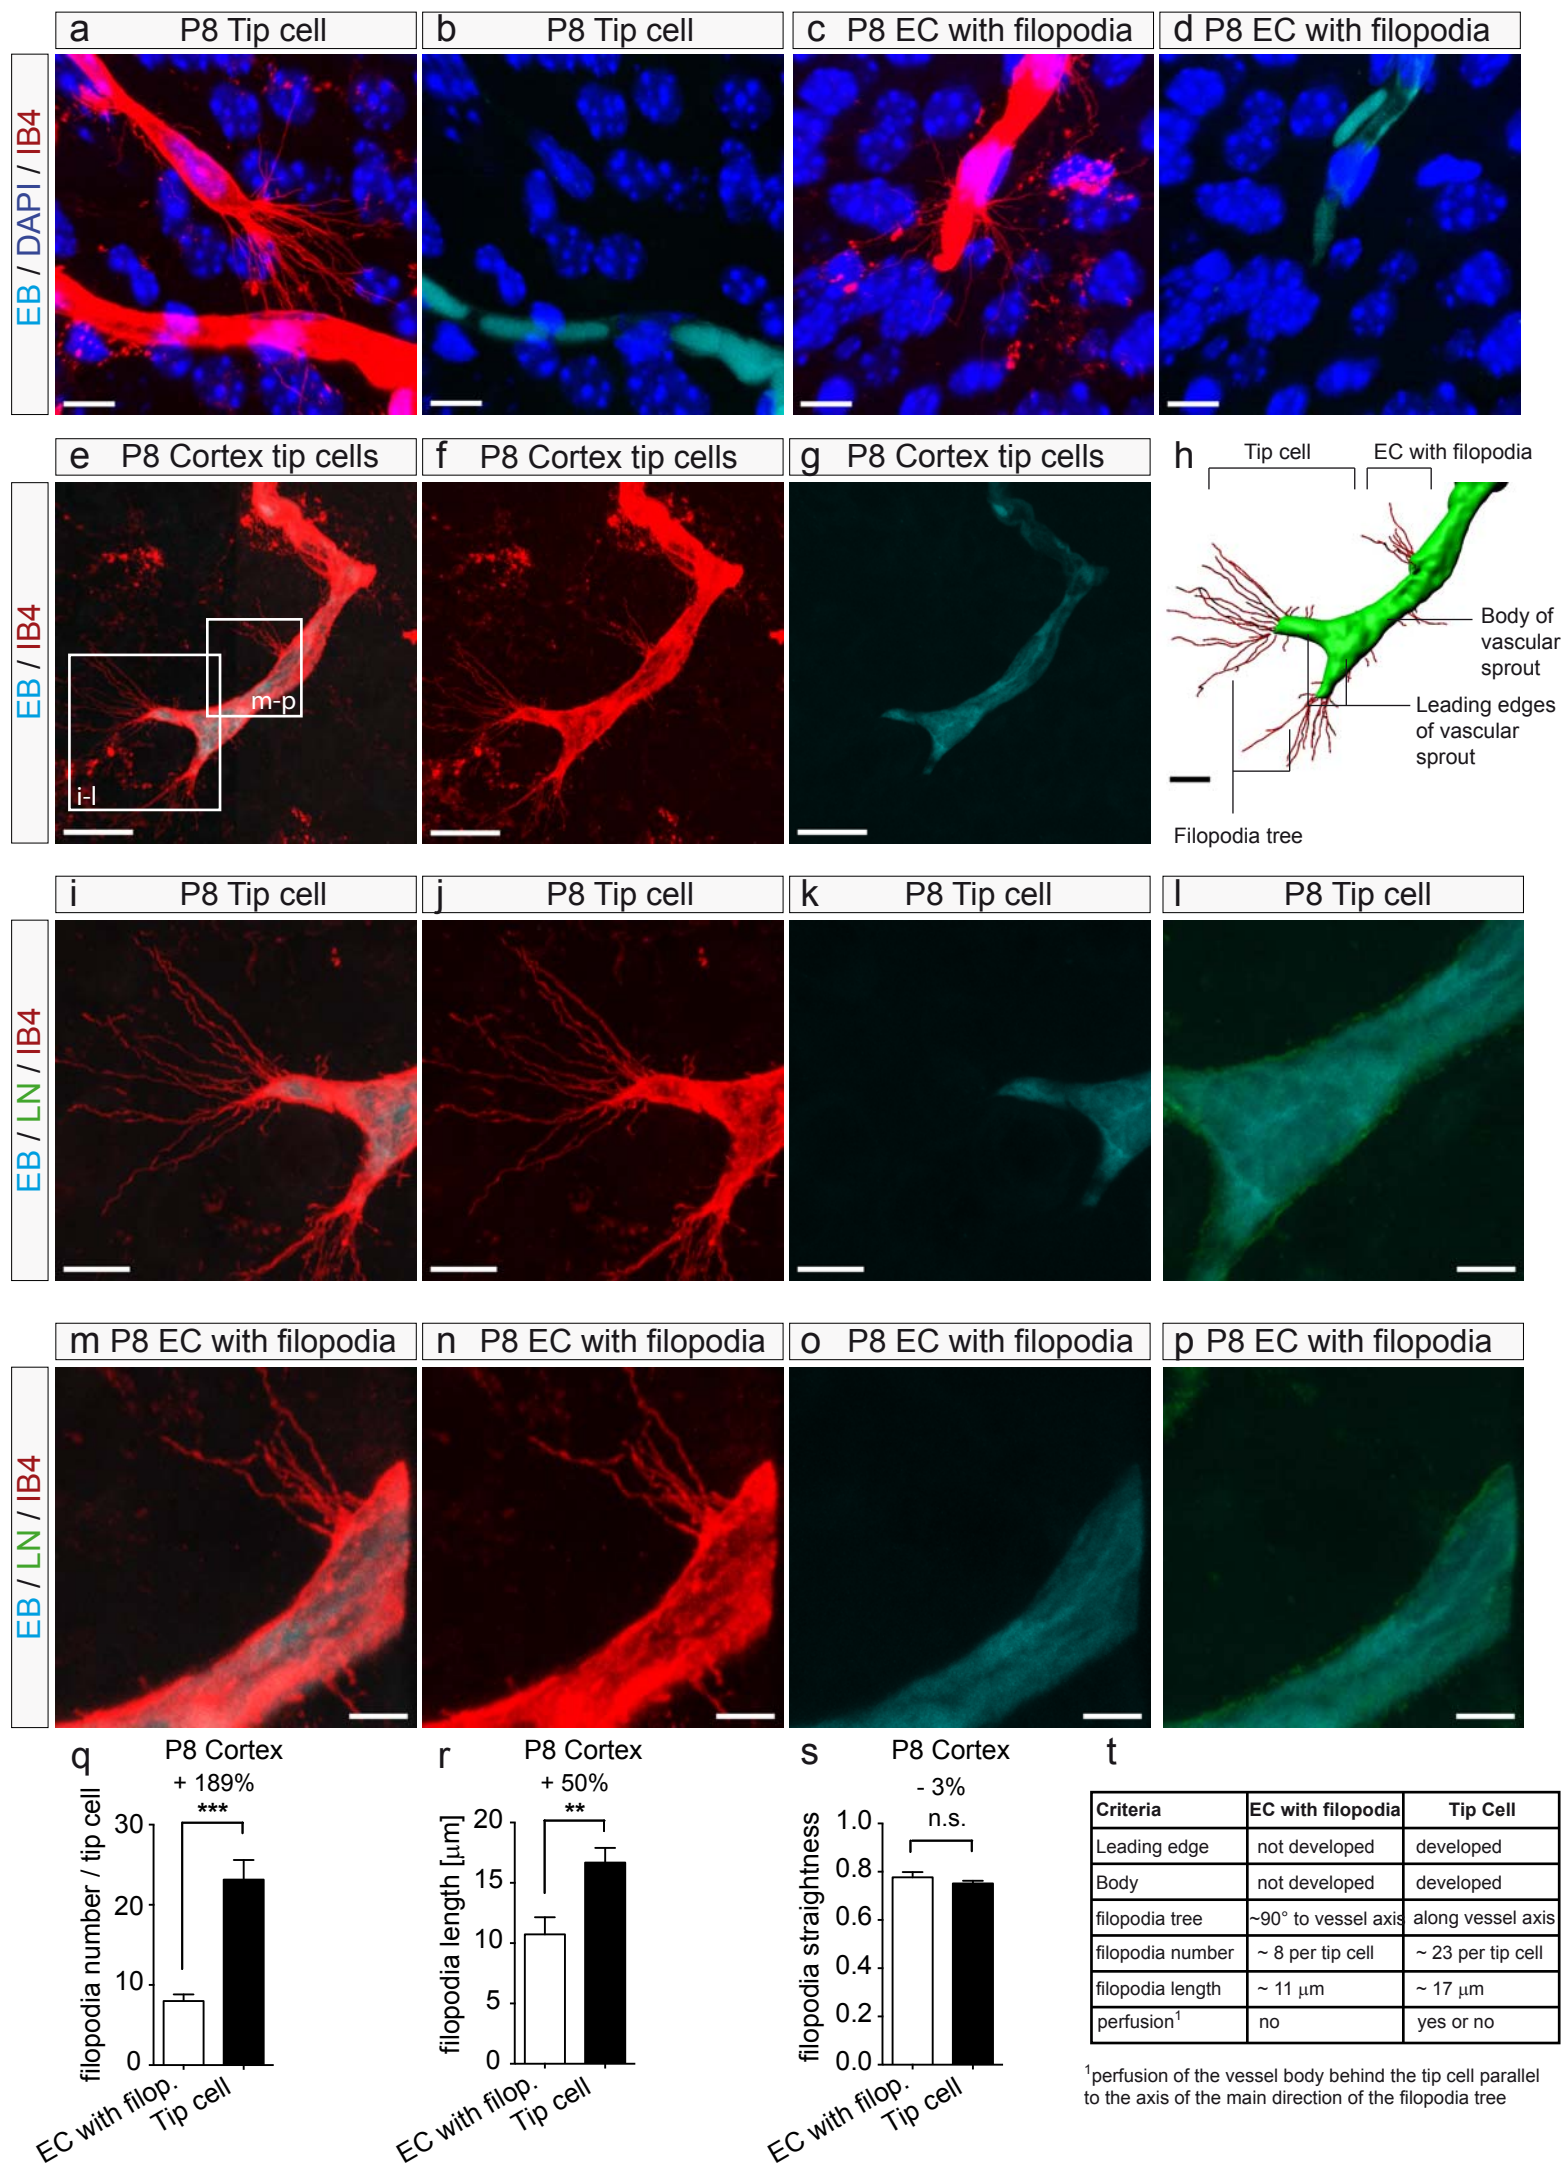 a P8 Tip cell
b P8 Tip cell
c P8 EC with filopodia
d P8 EC with filopodia
EB / DAPI / IB4
e P8 Cortex tip cells
f P8 Cortex tip cells
g P8 Cortex tip cells
h Tip cell EC with filopodia
EB / IB4
m-p
i-l
Body of
vascular
sprout
Leading edges
of vascular
sprout
Filopodia tree
i P8 Tip cell
j P8 Tip cell
k P8 Tip cell
l P8 Tip cell
EB / LN / IB4
m P8 EC with filopodia
n P8 EC with filopodia
o P8 EC with filopodia
p P8 EC with filopodia
EB / LN / IB4
q P8 Cortex
+ 189%
***
filopodia number / tip cell
30
20
10
0
EC with filop.
Tip cell
r P8 Cortex
+ 50%
**
filopodia length [μm]
20
15
10
5
0
EC with filop.
Tip cell
s P8 Cortex
- 3%
n.s.
filopodia straightness
1.0
0.8
0.6
0.4
0.2
0.0
EC with filop.
Tip cell
t
Criteria EC with filopodia Tip Cell
Leading edge not developed developed
Body not developed developed
filopodia tree ~90° to vessel axis along vessel axis
filopodia number ~ 8 per tip cell ~ 23 per tip cell
filopodia length ~ 11 μm ~ 17 μm
perfusion¹ no yes or no
¹perfusion of the vessel body behind the tip cell parallel
to the axis of the main direction of the filopodia tree